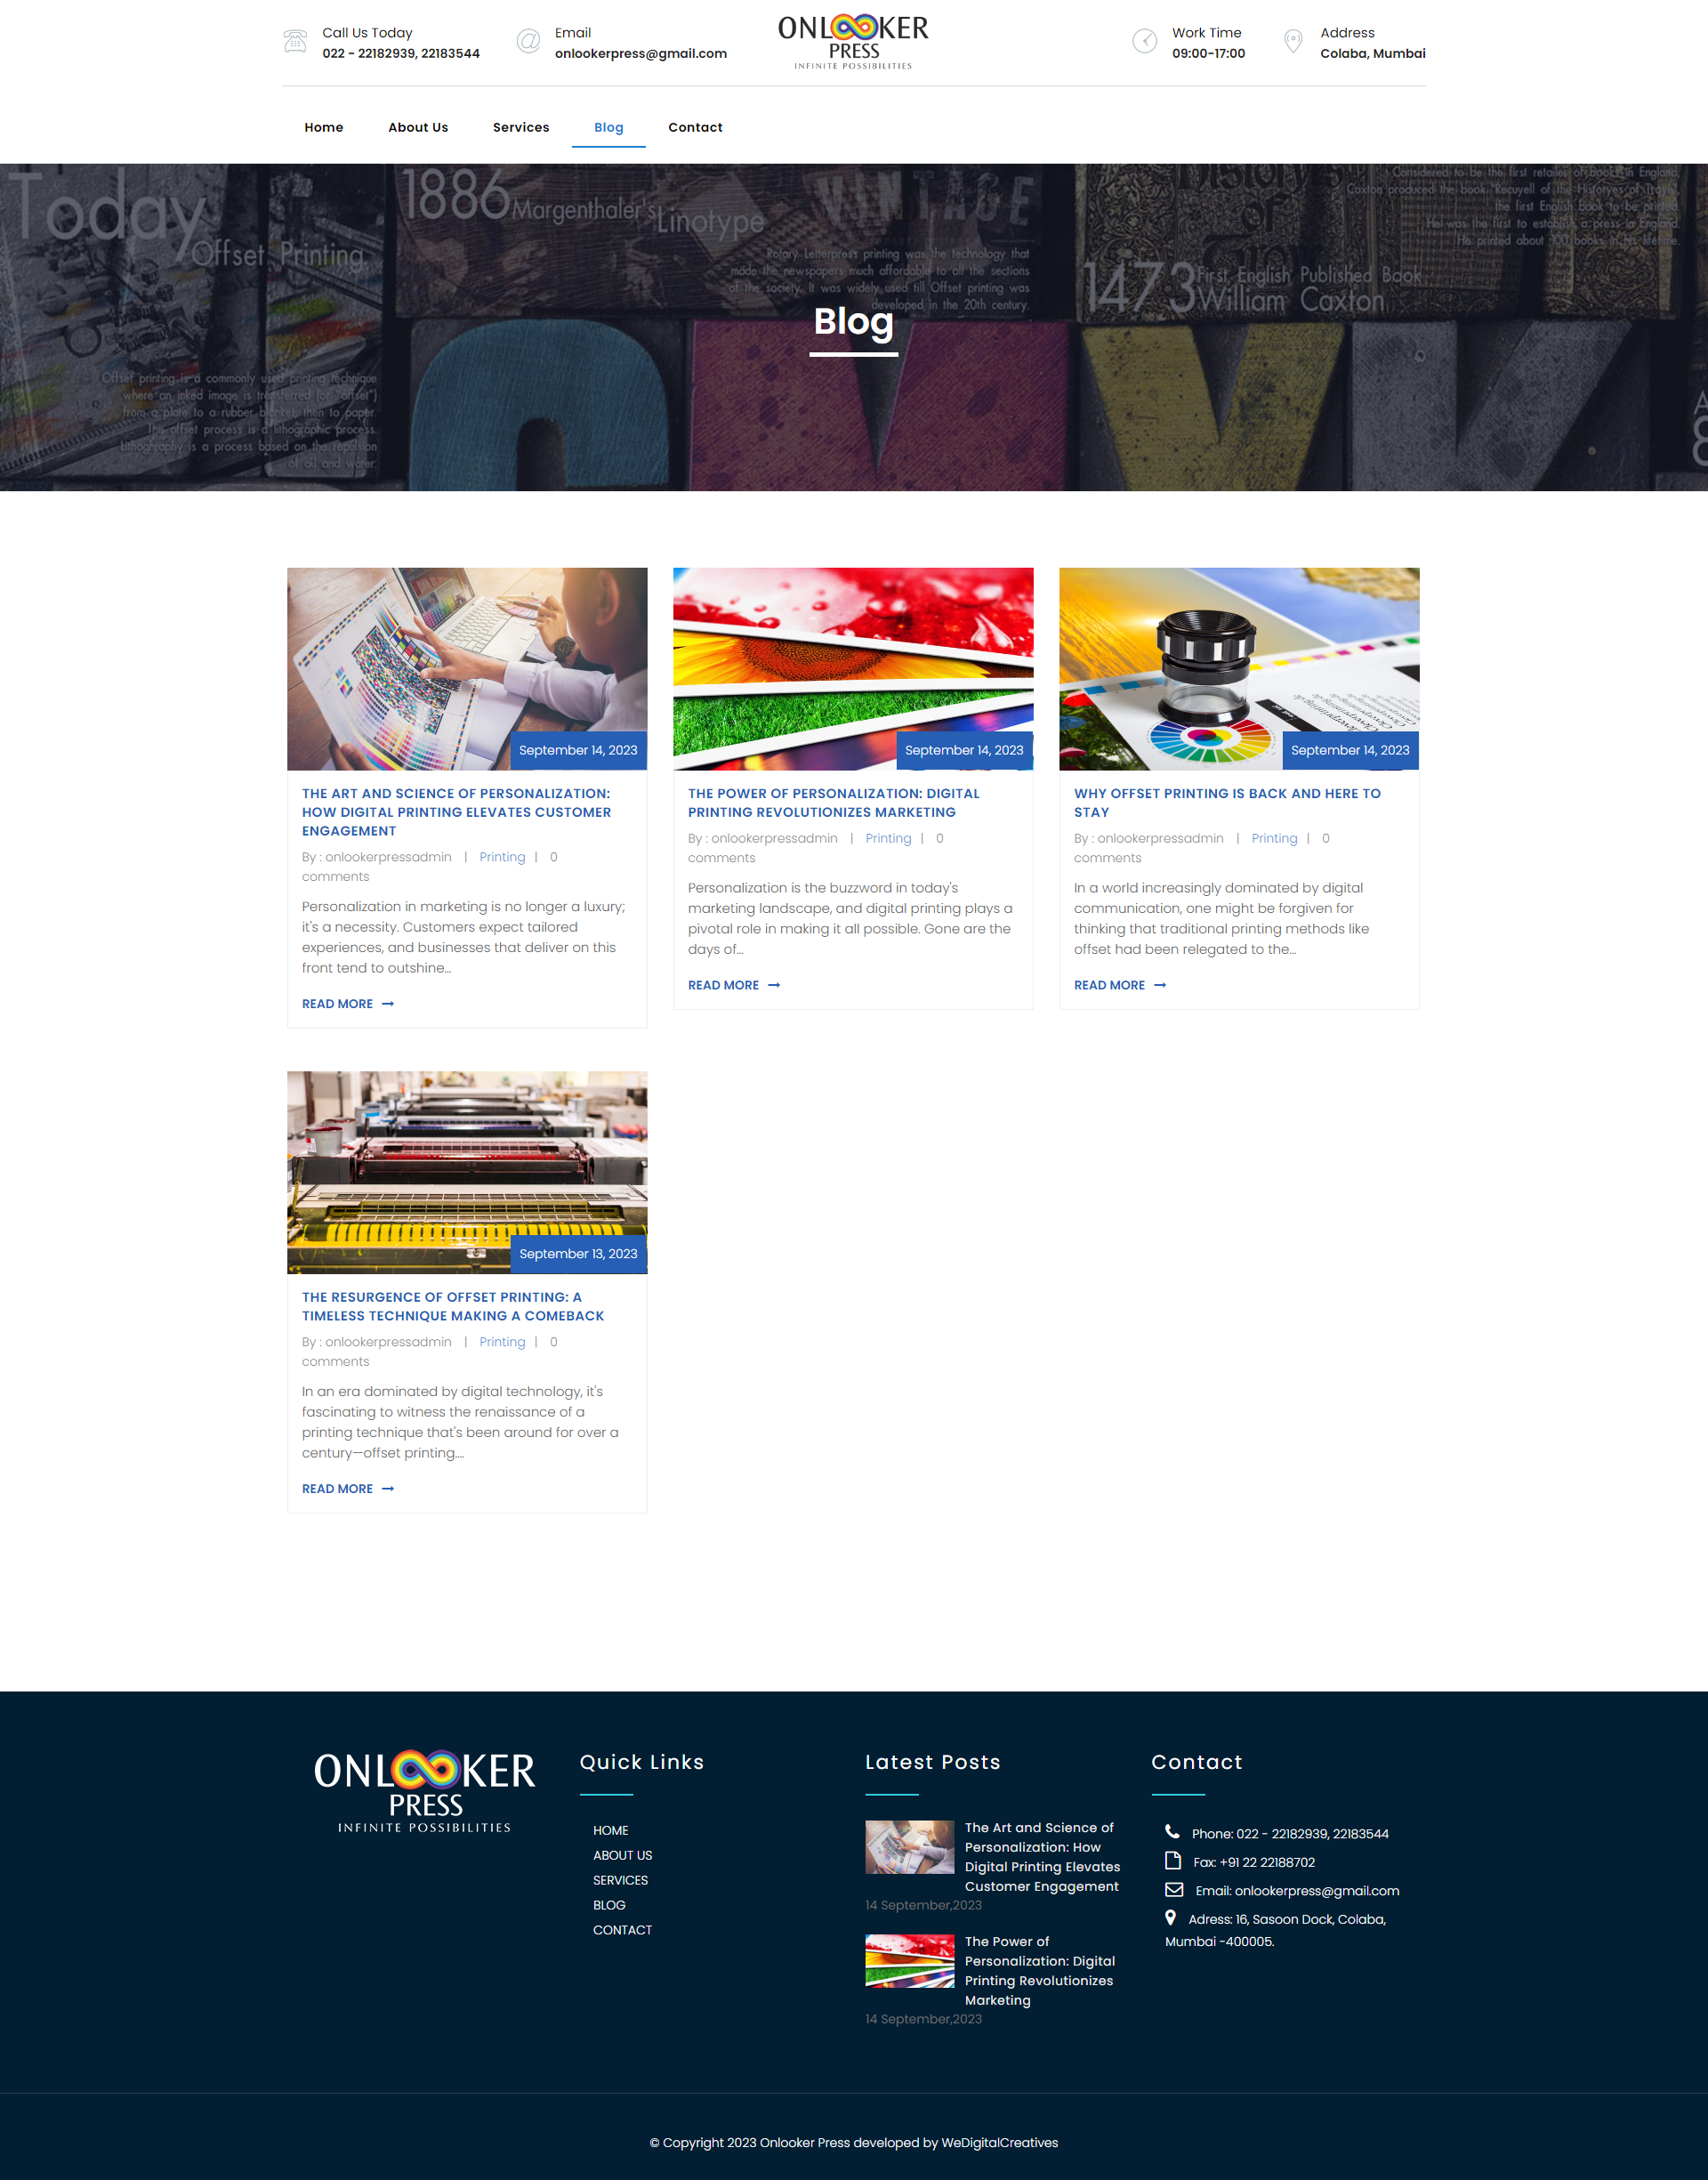 Call Us Today
022 - 22182939, 22183544
Email
onlookerpress@gmail.com
ONLOOKER
PRESS
INFINITE POSSIBILITIES
Work Time
09:00-17:00
Address
Colaba, Mumbai
Home
About Us
Services
Blog
Contact
Today
Offset Printing.
1886 Margenthaler's Linotype
Rotary Letterpress printing was the technology that
made the newspapers much affordable to all the sections
of the society. It was widely used till Offset printing was
developed in the 20th century.
Considered to be the first retailer of books in England,
Caxton produced the book, "Recuyell of the Historyes of Troye",
the first English Book to be printed.
He was the first to establish a press in England.
He printed about 100 books in his lifetime.
1473 First English Published Book
William Caxton
Blog
Offset printing is a commonly used printing technique
where an inked image is transferred (or "offset")
from a plate to a rubber blanket, then to paper.
The offset process is a lithographic process.
Lithography is a process based on the repulsion
of oil and water.
September 14, 2023
THE ART AND SCIENCE OF PERSONALIZATION:
HOW DIGITAL PRINTING ELEVATES CUSTOMER
ENGAGEMENT
By : onlookerpressadmin | Printing | 0
comments
Personalization in marketing is no longer a luxury;
it's a necessity. Customers expect tailored
experiences, and businesses that deliver on this
front tend to outshine...
READ MORE
September 14, 2023
THE POWER OF PERSONALIZATION: DIGITAL
PRINTING REVOLUTIONIZES MARKETING
By : onlookerpressadmin | Printing | 0
comments
Personalization is the buzzword in today's
marketing landscape, and digital printing plays a
pivotal role in making it all possible. Gone are the
days of...
READ MORE
September 14, 2023
WHY OFFSET PRINTING IS BACK AND HERE TO
STAY
By : onlookerpressadmin | Printing | 0
comments
In a world increasingly dominated by digital
communication, one might be forgiven for
thinking that traditional printing methods like
offset had been relegated to the...
READ MORE
September 13, 2023
THE RESURGENCE OF OFFSET PRINTING: A
TIMELESS TECHNIQUE MAKING A COMEBACK
By : onlookerpressadmin | Printing | 0
comments
In an era dominated by digital technology, it's
fascinating to witness the renaissance of a
printing technique that's been around for over a
century—offset printing....
READ MORE
ONLOOKER
PRESS
INFINITE POSSIBILITIES
Quick Links
HOME
ABOUT US
SERVICES
BLOG
CONTACT
Latest Posts
The Art and Science of
Personalization: How
Digital Printing Elevates
Customer Engagement
14 September,2023
The Power of
Personalization: Digital
Printing Revolutionizes
Marketing
14 September,2023
Contact
Phone: 022 - 22182939, 22183544
Fax: +91 22 22188702
Email: onlookerpress@gmail.com
Adress: 16, Sasoon Dock, Colaba,
Mumbai -400005.
© Copyright 2023 Onlooker Press developed by WeDigitalCreatives